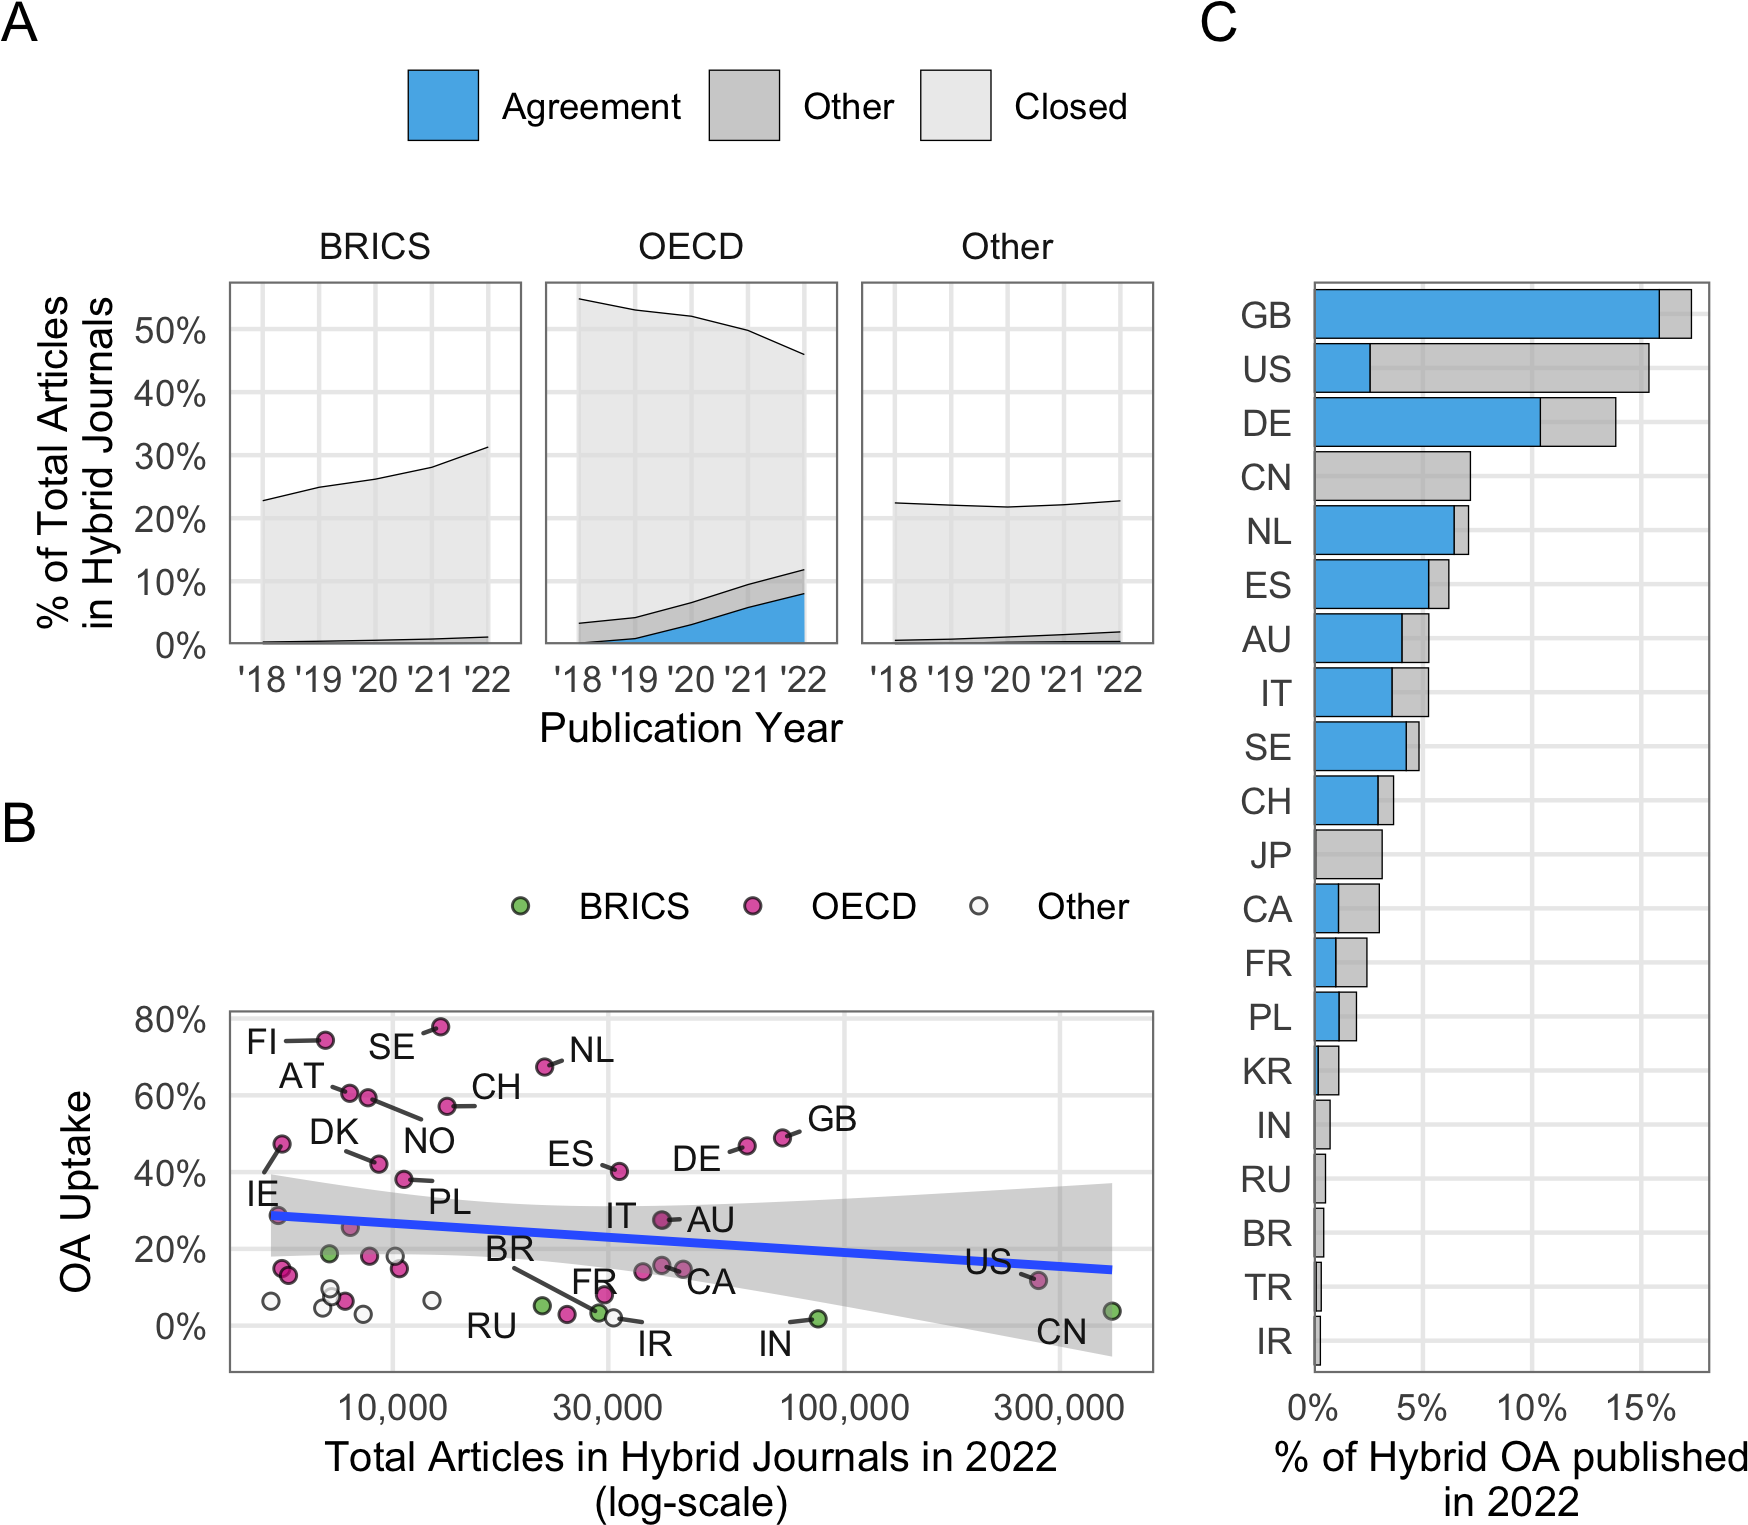 A
Agreement Other Closed
BRICS OECD Other
% of Total Articles
in Hybrid Journals
50%
40%
30%
20%
10%
0%
'18 '19 '20 '21 '22 '18 '19 '20 '21 '22 '18 '19 '20 '21 '22
Publication Year
B
BRICS OECD Other
OA Uptake
80%
60%
40%
20%
0%
FI
SE
NL
AT
CH
DK
NO
GB
ES
DE
IE
PL
IT
AU
BR
US
FR
CA
RU
IR
IN
CN
10,000 30,000 100,000 300,000
Total Articles in Hybrid Journals in 2022
(log-scale)
C
GB
US
DE
CN
NL
ES
AU
IT
SE
CH
JP
CA
FR
PL
KR
IN
RU
BR
TR
IR
0% 5% 10% 15%
% of Hybrid OA published
in 2022